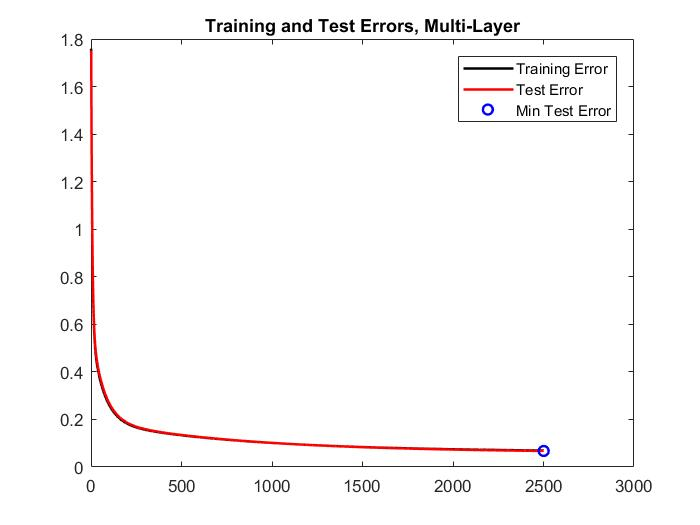 Training and Test Errors, Multi-Layer
1.8
1.6
1.4
1.2
1
0.8
0.6
0.4
0.2
0
Training Error
Test Error
Min Test Error
0 500 1000 1500 2000 2500 3000